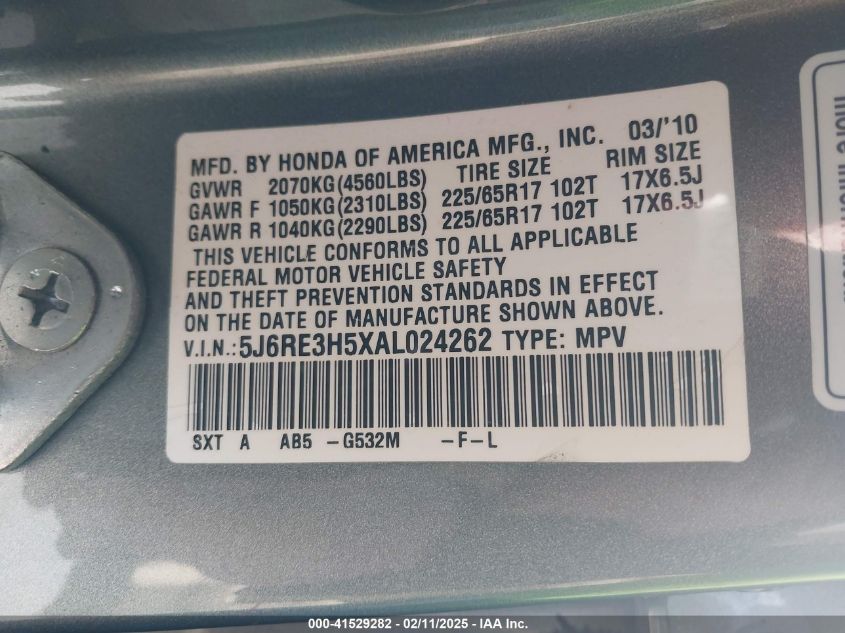 MFD. BY HONDA OF AMERICA MFG., INC. 03/'10
GVWR 2070KG(4560LBS) TIRE SIZE RIM SIZE
GAWR F 1050KG(2310LBS) 225/65R17 102T 17X6.5J
GAWR R 1040KG(2290LBS) 225/65R17 102T 17X6.5J
THIS VEHICLE CONFORMS TO ALL APPLICABLE
FEDERAL MOTOR VEHICLE SAFETY
AND THEFT PREVENTION STANDARDS IN EFFECT
ON THE DATE OF MANUFACTURE SHOWN ABOVE.
V.I.N.: 5J6RE3H5XAL024262 TYPE: MPV
SXT A AB5 -G532M -F-L
more
000-41529282 - 02/11/2025 - IAA Inc.